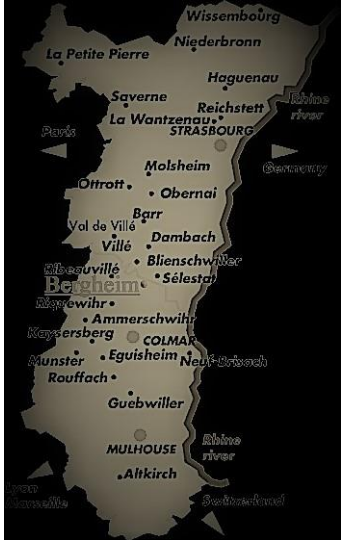 Wissembourg
Niederbronn
La Petite Pierre
Haguenau
Saverne
Rhine
river
Reichstett
La Wantzenau
STRASBOURG
Paris
Germany
Molsheim
Ottrott
Obernai
Barr
Val de Villé
Dambach
Villé
Blienschwiller
Ribeauvillé
Sélestat
Bergheim
Riquewihr
Ammerschwihr
Kaysersberg
COLMAR
Munster
Eguisheim
Neuf-Brisach
Rouffach
Guebwiller
MULHOUSE
Rhine
river
Altkirch
Lyon
Marseille
Switzerland